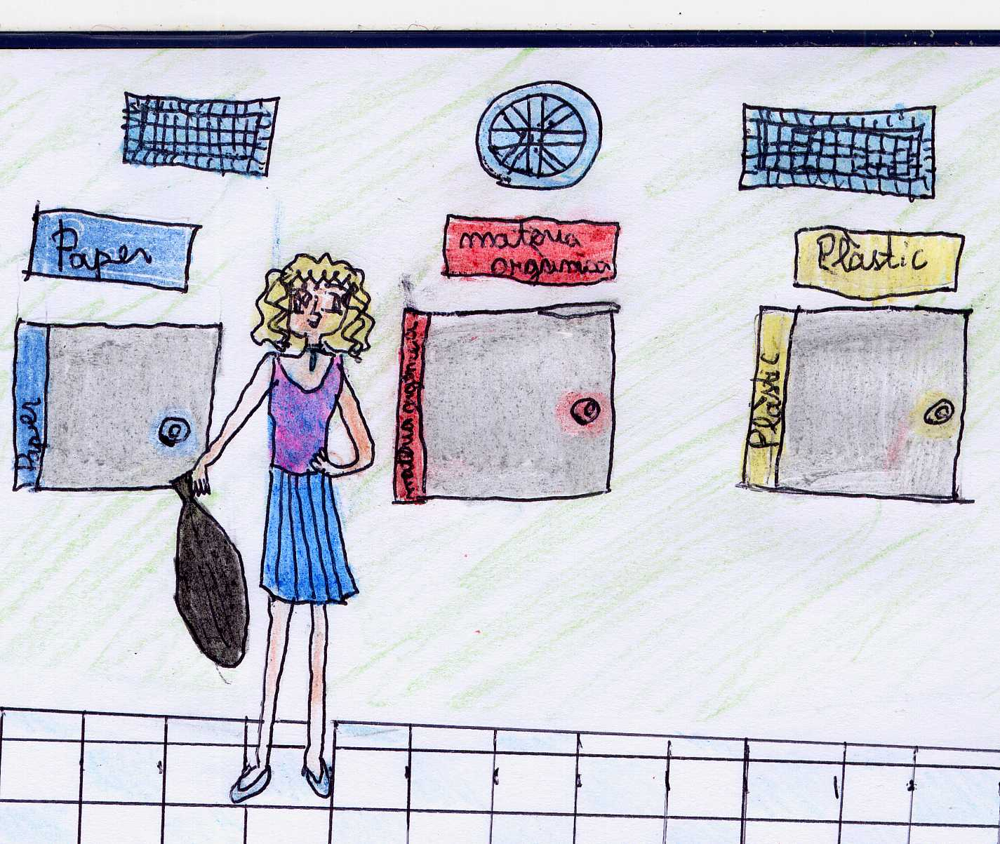 Paper
matèria
orgànica
Plàstic
Paper
matèria orgànica
Plàstic